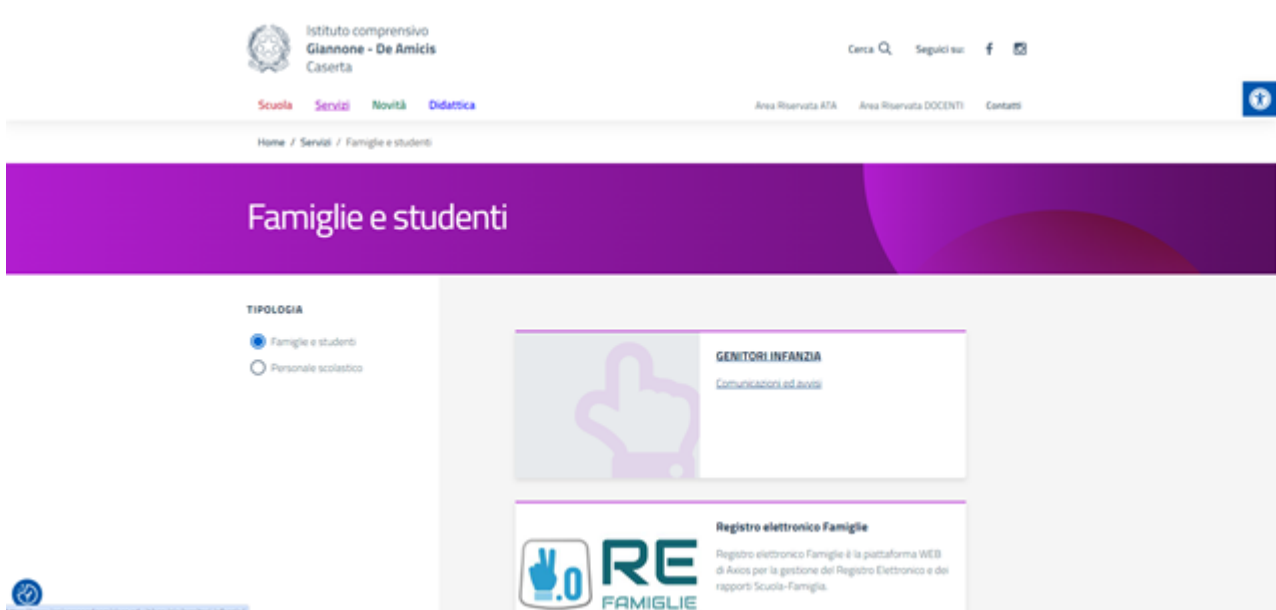 Istituto comprensivo
Giannone - De Amicis
Caserta
Cerca
Seguici su:
Scuola Servizi Novità Didattica
Area Riservata ATA Area Riservata DOCENTI Contatti
Home / Servizi / Famiglie e studenti
Famiglie e studenti
TIPOLOGIA
Famiglie e studenti
Personale scolastico
GENITORI INFANZIA
Comunicazioni ed avvisi
.0 RE
FAMIGLIE
Registro elettronico Famiglie
Registro elettronico Famiglie è la piattaforma WEB
di Axios per la gestione del Registro Elettronico e dei
rapporti Scuola-Famiglia.